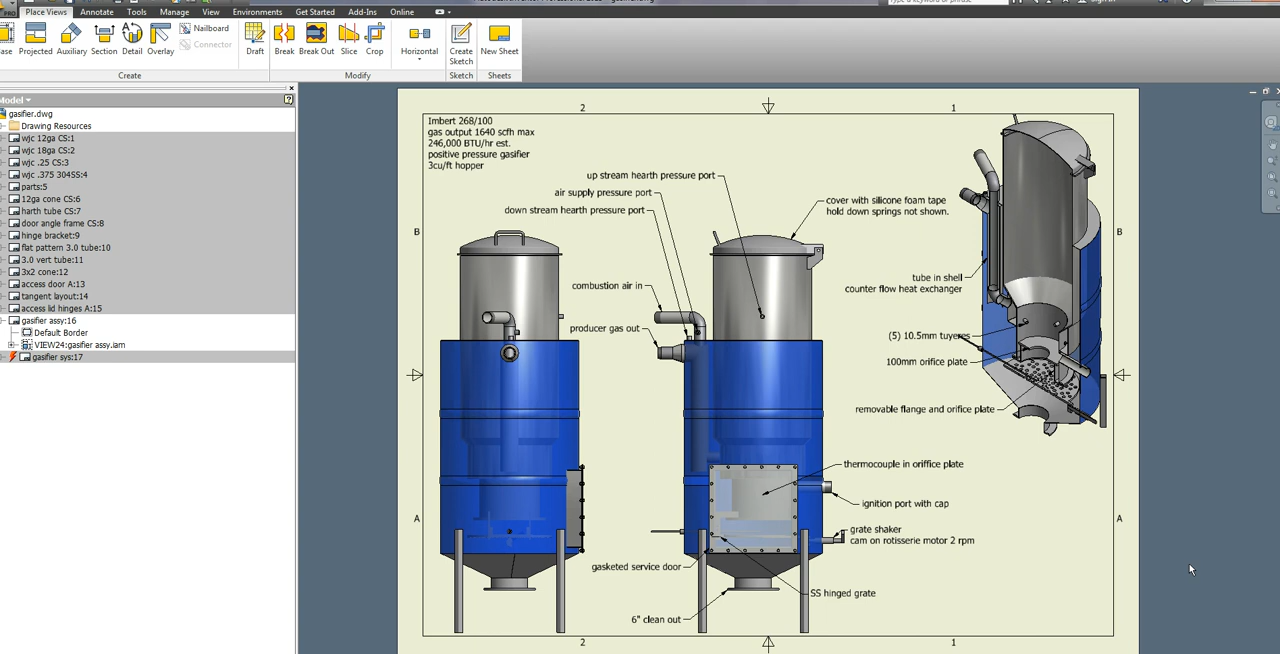 Place Views Annotate Tools Manage View Environments Get Started Add-Ins Online
Projected Auxiliary Section Detail Overlay
Nailboard
Connector
Draft Break Break Out Slice Crop Horizontal Create Sketch New Sheet
Create Modify Sketch Sheets
Model
gasifier.dwg
Drawing Resources
wjc 12ga CS:1
wjc 18ga CS:2
wjc .25 CS:3
wjc .375 304SS:4
parts:5
12ga cone CS:6
harth tube CS:7
door angle frame CS:8
hinge bracket:9
flat pattern 3.0 tube:10
3.0 vert tube:11
3x2 cone:12
access door A:13
tangent layout:14
access lid hinges A:15
gasifier assy:16
Default Border
VIEW24:gasifier assy.iam
gasifier sys:17
2 1
Imbert 268/100
gas output 1640 scfh max
246,000 BTU/hr est.
positive pressure gasifier
3cu/ft hopper
up stream hearth pressure port
air supply pressure port
down stream hearth pressure port
cover with silicone foam tape
hold down springs not shown.
B B
tube in shell
counter flow heat exchanger
combustion air in
producer gas out
(5) 10.5mm tuyeres
100mm orifice plate
removable flange and orifice plate
thermocouple in oriffice plate
ignition port with cap
A A
grate shaker
cam on rotisserie motor 2 rpm
gasketed service door
SS hinged grate
6" clean out
2 1